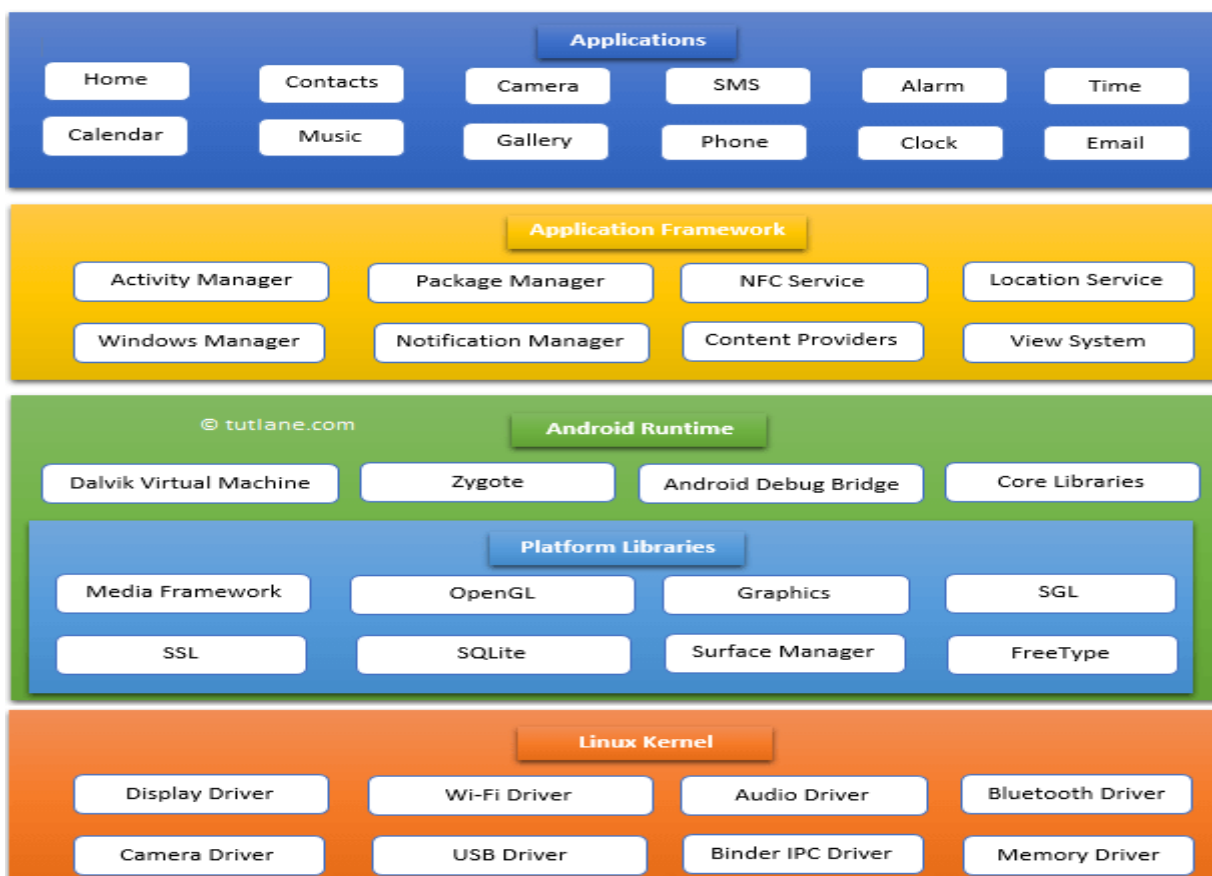 Applications
Home Contacts Camera SMS Alarm Time
Calendar Music Gallery Phone Clock Email
Application Framework
Activity Manager Package Manager NFC Service Location Service
Windows Manager Notification Manager Content Providers View System
© tutlane.com Android Runtime
Dalvik Virtual Machine Zygote Android Debug Bridge Core Libraries
Platform Libraries
Media Framework OpenGL Graphics SGL
SSL SQLite Surface Manager FreeType
Linux Kernel
Display Driver Wi-Fi Driver Audio Driver Bluetooth Driver
Camera Driver USB Driver Binder IPC Driver Memory Driver